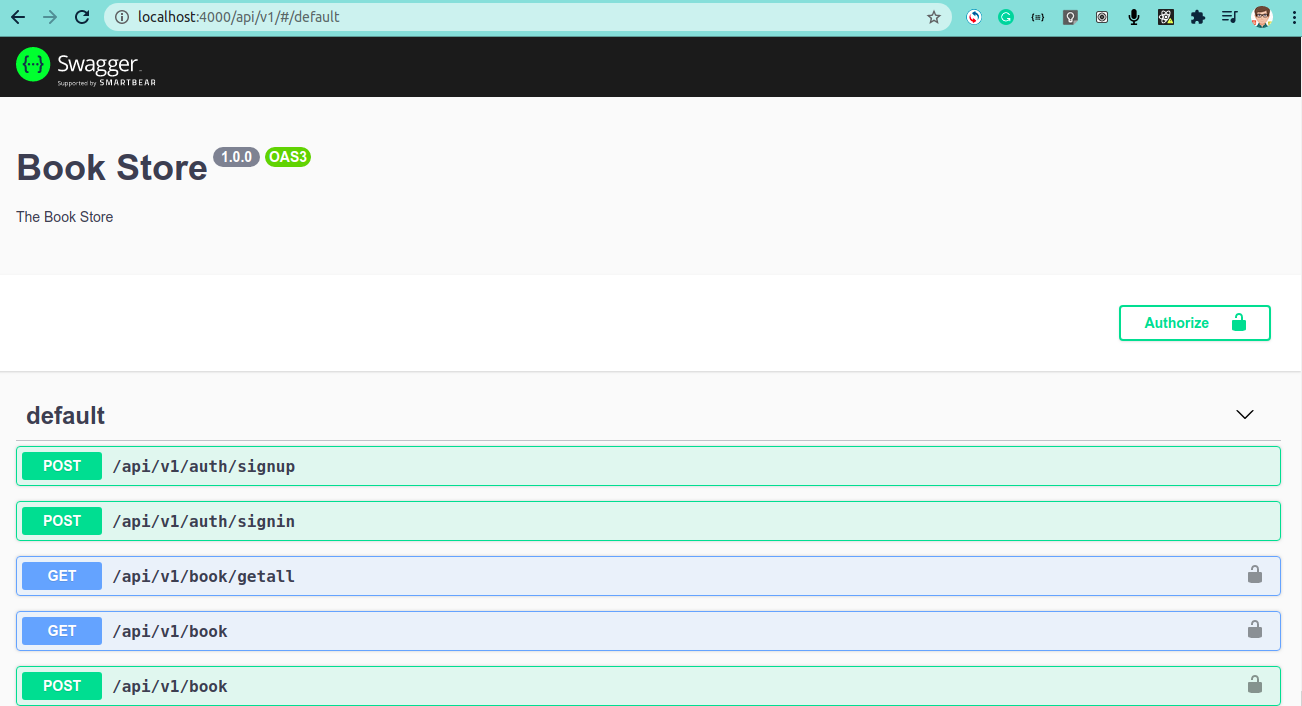 localhost:4000/api/v1/#/default
Swagger
Supported by SMARTBEAR
Book Store 1.0.0 OAS3
The Book Store
Authorize
default
POST /api/v1/auth/signup
POST /api/v1/auth/signin
GET /api/v1/book/getall
GET /api/v1/book
POST /api/v1/book